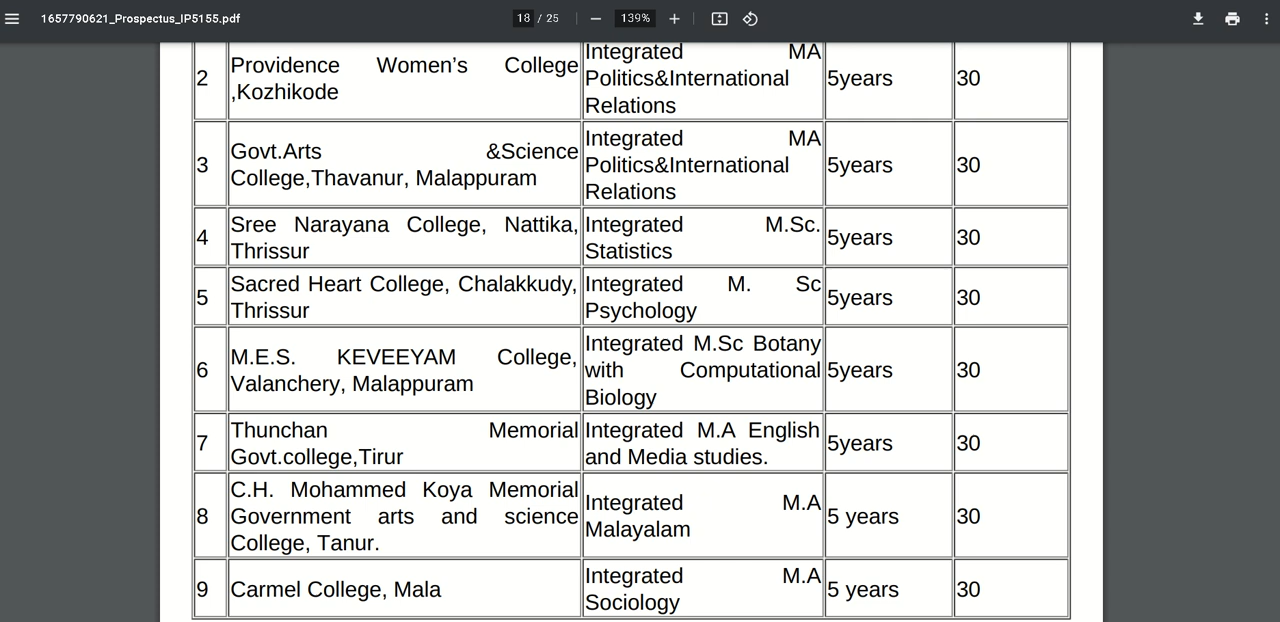 1657790621_Prospectus_IP5155.pdf
18 / 25
139%
Integrated MA
2
Providence Women’s College
,Kozhikode
Politics&International
Relations
5years
30
3
Govt.Arts &Science
College,Thavanur, Malappuram
Integrated MA
Politics&International
Relations
5years
30
4
Sree Narayana College, Nattika,
Thrissur
Integrated M.Sc.
Statistics
5years
30
5
Sacred Heart College, Chalakkudy,
Thrissur
Integrated M. Sc
Psychology
5years
30
6
M.E.S. KEVEEYAM College,
Valanchery, Malappuram
Integrated M.Sc Botany
with Computational
Biology
5years
30
7
Thunchan Memorial
Govt.college,Tirur
Integrated M.A English
and Media studies.
5years
30
8
C.H. Mohammed Koya Memorial
Government arts and science
College, Tanur.
Integrated M.A
Malayalam
5 years
30
9
Carmel College, Mala
Integrated M.A
Sociology
5 years
30